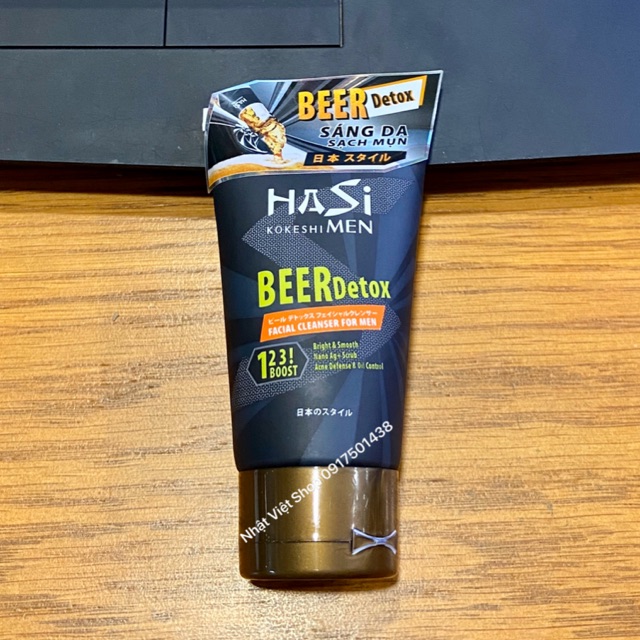 BEER Detox
SÁNG DA
SẠCH MỤN
日本 スタイル
HASi
KOKESHI MEN
BEER Detox
ビール デトックス フェイシャルクレンザー
FACIAL CLEANSER FOR MEN
123!
BOOST
Bright & Smooth
Nano Ag+ Scrub
Acne Defense & Oil Control
日本のスタイル
Nhật Việt Shop 0917501438